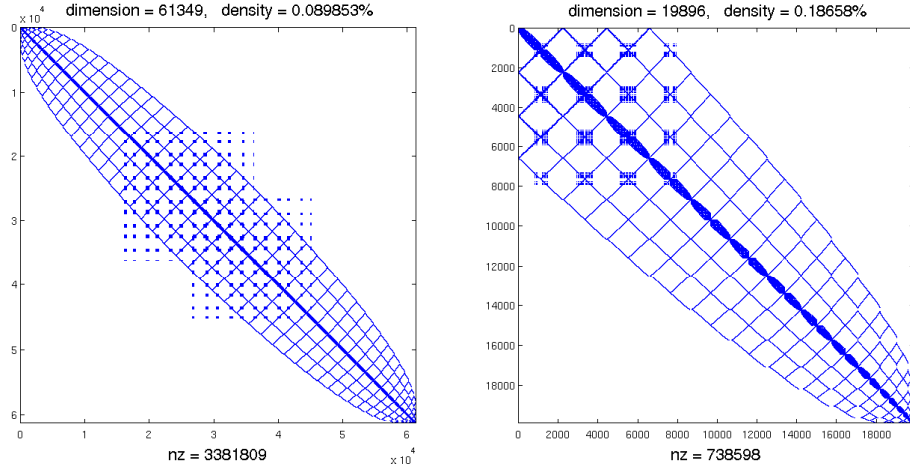 dimension = 61349, density = 0.089853%
x 10^4
0
1
2
3
4
5
6
0 1 2 3 4 5 6
x 10^4
nz = 3381809
dimension = 19896, density = 0.18658%
0
2000
4000
6000
8000
10000
12000
14000
16000
18000
0 2000 4000 6000 8000 10000 12000 14000 16000 18000
nz = 738598